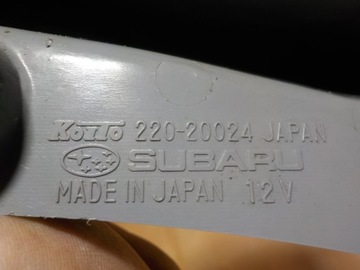 KOITO 220-20024 JAPAN
SUBARU
MADE IN JAPAN 12V